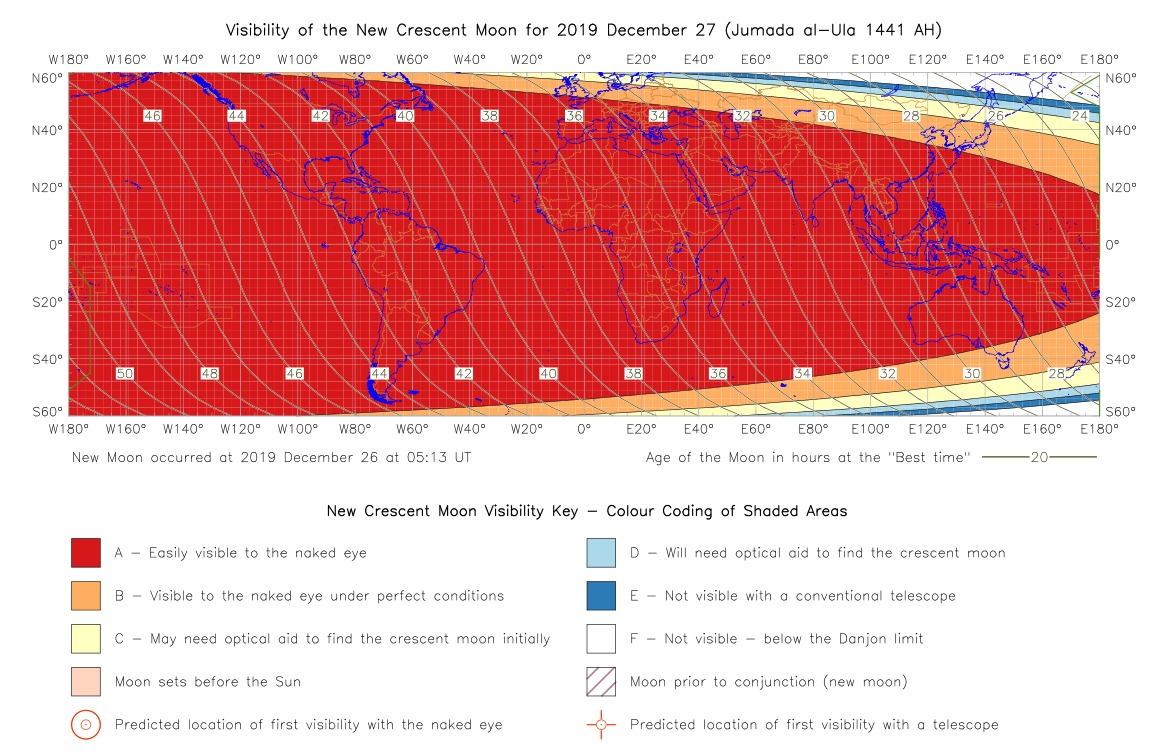 Visibility of the New Crescent Moon for 2019 December 27 (Jumada al-Ula 1441 AH)
W180° W160° W140° W120° W100° W80° W60° W40° W20° 0° E20° E40° E60° E80° E100° E120° E140° E160° E180°
N60° N60°
46 44 42 40 38 36 34 32 30 28 26 24
N40° N40°
N20° N20°
0° 0°
S20° S20°
S40° S40°
50 48 46 44 42 40 38 36 34 32 30 28
S60° S60°
W180° W160° W140° W120° W100° W80° W60° W40° W20° 0° E20° E40° E60° E80° E100° E120° E140° E160° E180°
New Moon occurred at 2019 December 26 at 05:13 UT
Age of the Moon in hours at the "Best time" 20
New Crescent Moon Visibility Key – Colour Coding of Shaded Areas
A – Easily visible to the naked eye
D – Will need optical aid to find the crescent moon
B – Visible to the naked eye under perfect conditions
E – Not visible with a conventional telescope
C – May need optical aid to find the crescent moon initially
F – Not visible – below the Danjon limit
Moon sets before the Sun
Moon prior to conjunction (new moon)
Predicted location of first visibility with the naked eye
Predicted location of first visibility with a telescope